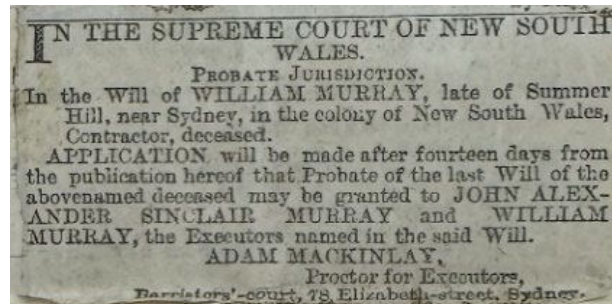 IN THE SUPREME COURT OF NEW SOUTH
WALES.
PROBATE JURISDICTION.
In the Will of WILLIAM MURRAY, late of Summer
Hill, near Sydney, in the colony of New South Wales,
Contractor, deceased.
APPLICATION will be made after fourteen days from
the publication hereof that Probate of the last Will of the
abovenamed deceased may be granted to JOHN ALEX-
ANDER SINCLAIR MURRAY and WILLIAM
MURRAY, the Executors named in the said Will.
ADAM MACKINLAY,
Proctor for Executors,
Barristors'-court, 78, Elizabeth-street, Sydney.